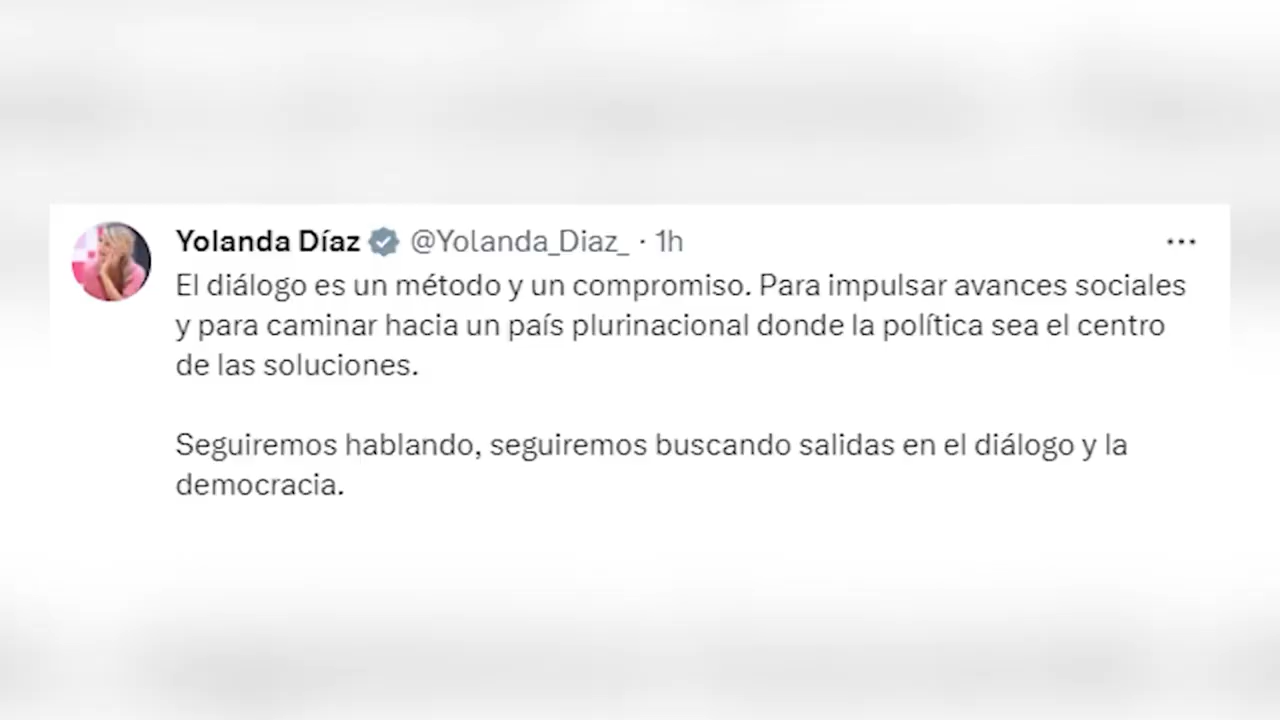 Yolanda Díaz @Yolanda_Diaz_ · 1h
El diálogo es un método y un compromiso. Para impulsar avances sociales
y para caminar hacia un país plurinacional donde la política sea el centro
de las soluciones.
Seguiremos hablando, seguiremos buscando salidas en el diálogo y la
democracia.